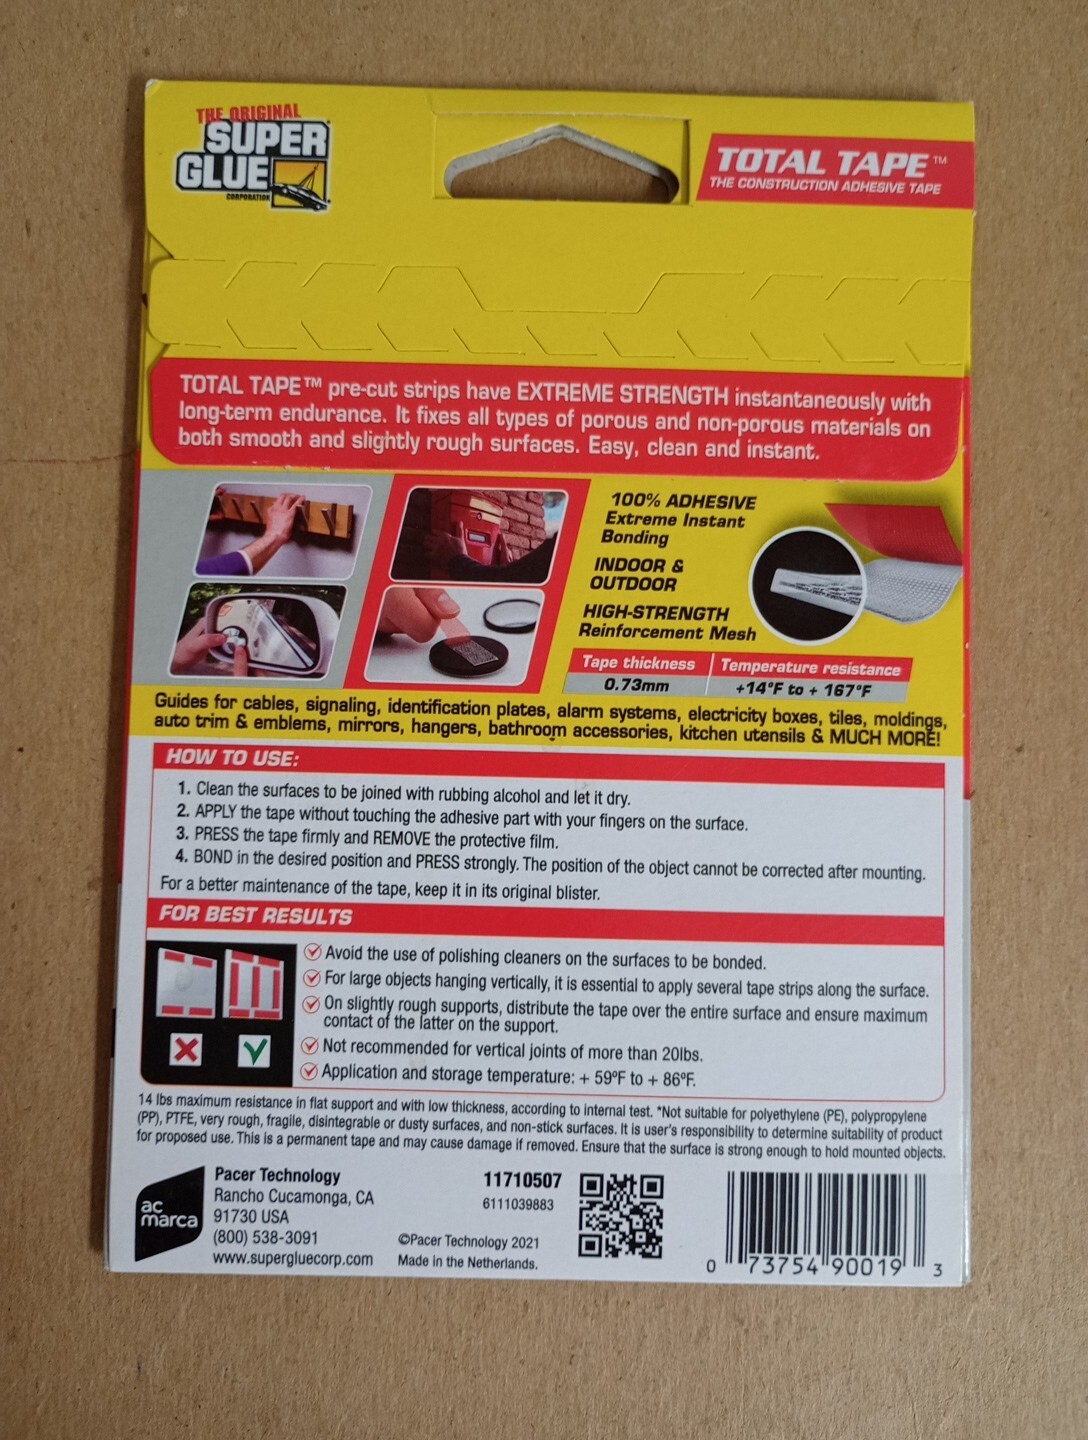 THE ORIGINAL
SUPER
GLUE
CORPORATION
TOTAL TAPE™
THE CONSTRUCTION ADHESIVE TAPE
TOTAL TAPE™ pre-cut strips have EXTREME STRENGTH instantaneously with
long-term endurance. It fixes all types of porous and non-porous materials on
both smooth and slightly rough surfaces. Easy, clean and instant.
100% ADHESIVE
Extreme Instant
Bonding
INDOOR &
OUTDOOR
HIGH-STRENGTH
Reinforcement Mesh
Tape thickness
Temperature resistance
0.73mm
+14°F to + 167°F
Guides for cables, signaling, identification plates, alarm systems, electricity boxes, tiles, moldings,
auto trim & emblems, mirrors, hangers, bathroom accessories, kitchen utensils & MUCH MORE!
HOW TO USE:
1. Clean the surfaces to be joined with rubbing alcohol and let it dry.
2. APPLY the tape without touching the adhesive part with your fingers on the surface.
3. PRESS the tape firmly and REMOVE the protective film.
4. BOND in the desired position and PRESS strongly. The position of the object cannot be corrected after mounting.
For a better maintenance of the tape, keep it in its original blister.
FOR BEST RESULTS
Avoid the use of polishing cleaners on the surfaces to be bonded.
For large objects hanging vertically, it is essential to apply several tape strips along the surface.
On slightly rough supports, distribute the tape over the entire surface and ensure maximum
contact of the latter on the support.
Not recommended for vertical joints of more than 20lbs.
Application and storage temperature: + 59°F to + 86°F.
14 lbs maximum resistance in flat support and with low thickness, according to internal test. *Not suitable for polyethylene (PE), polypropylene
(PP), PTFE, very rough, fragile, disintegrable or dusty surfaces, and non-stick surfaces. It is user's responsibility to determine suitability of product
for proposed use. This is a permanent tape and may cause damage if removed. Ensure that the surface is strong enough to hold mounted objects.
ac
marca
Pacer Technology
Rancho Cucamonga, CA
91730 USA
(800) 538-3091
www.supergluecorp.com
11710507
6111039883
©Pacer Technology 2021
Made in the Netherlands.
0 73754 90019 3